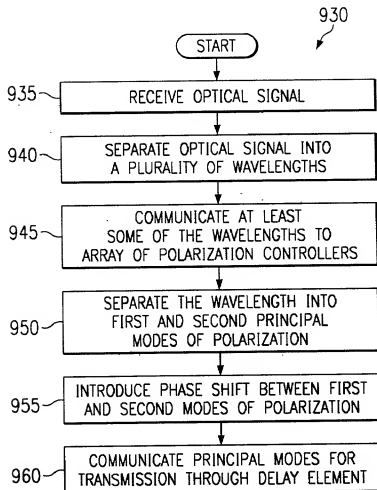 930
START
935
RECEIVE OPTICAL SIGNAL
940
SEPARATE OPTICAL SIGNAL INTO
A PLURALITY OF WAVELENGTHS
945
COMMUNICATE AT LEAST
SOME OF THE WAVELENGTHS TO
ARRAY OF POLARIZATION CONTROLLERS
950
SEPARATE THE WAVELENGTH INTO
FIRST AND SECOND PRINCIPAL
MODES OF POLARIZATION
955
INTRODUCE PHASE SHIFT BETWEEN FIRST
AND SECOND MODES OF POLARIZATION
960
COMMUNICATE PRINCIPAL MODES FOR
TRANSMISSION THROUGH DELAY ELEMENT